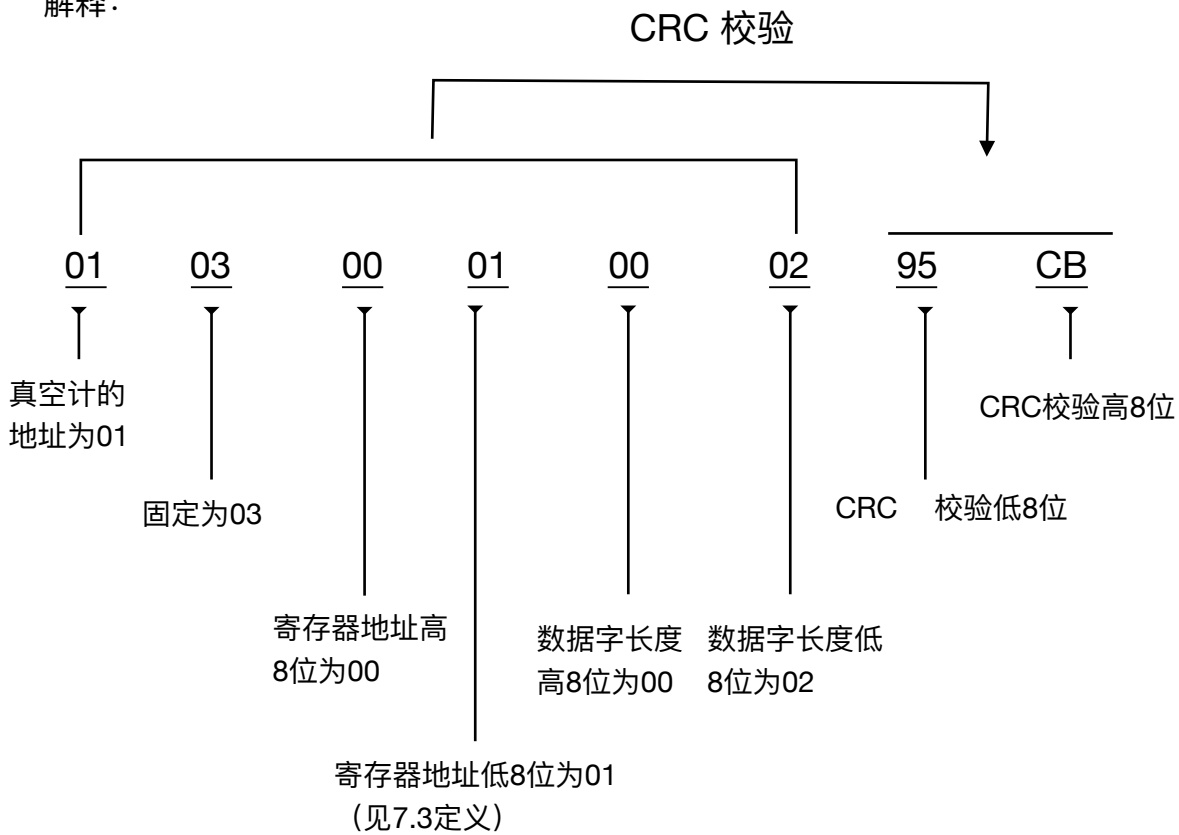 解释：
CRC 校验
01 03 00 01 00 02 95 CB
真空计的
地址为01
CRC校验高8位
固定为03
CRC 校验低8位
寄存器地址高
8位为00
数据字长度
高8位为00
数据字长度低
8位为02
寄存器地址低8位为01
（见7.3定义）